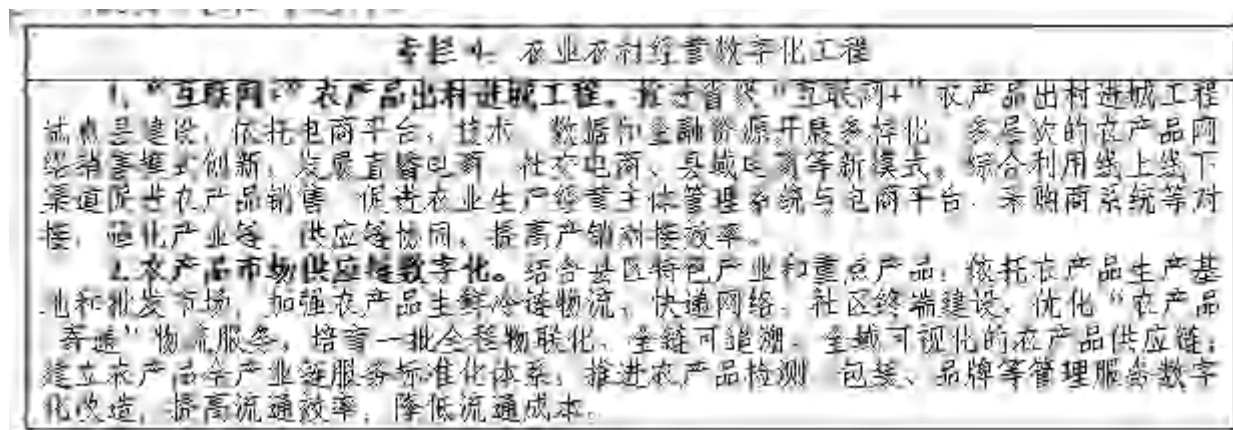 专栏 4 农业农村经营数字化工程
1.“互联网+”农产品出村进城工程。推进省级“互联网+”农产品出村进城工程
试点县建设，依托电商平台、技术、数据和金融资源开展多样化、多层次的农产品网
络销售模式创新，发展直播电商、社交电商、县域电商等新模式。综合利用线上线下
渠道促进农产品销售，促进农业生产经营主体管理系统与电商平台、采购商系统等对
接，强化产业链、供应链协同，提高产销对接效率。
2.农产品市场供应链数字化。结合县区特色产业和重点产品，依托农产品生产基
地和批发市场，加强农产品生鲜冷链物流、快递网络、社区终端建设，优化“农产品
寄递”物流服务，培育一批全程物联化、全链可追溯、全域可视化的农产品供应链；
建立农产品全产业链服务标准化体系，推进农产品检测、包装、品牌等管理服务数字
化改造，提高流通效率，降低流通成本。